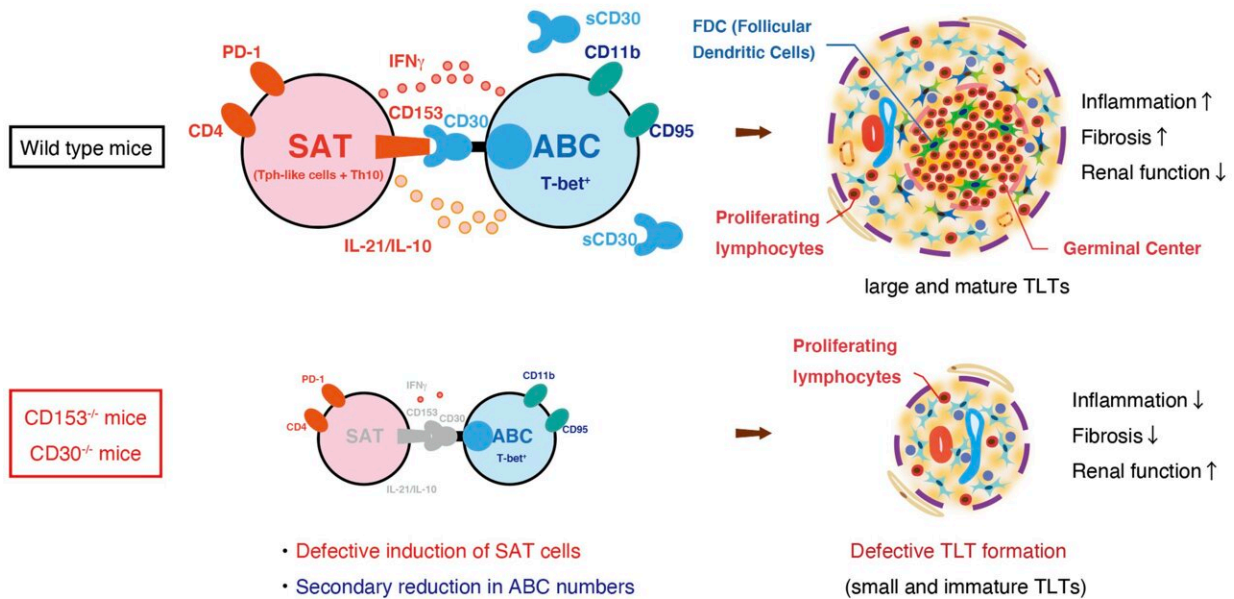 Wild type mice
PD-1
CD4
SAT
(Tph-like cells + Th10)
IFNγ
CD153
CD30
IL-21/IL-10
sCD30
CD11b
CD95
ABC
T-bet⁺
sCD30
FDC (Follicular
Dendritic Cells)
Proliferating
lymphocytes
Germinal Center
large and mature TLTs
Inflammation ↑
Fibrosis ↑
Renal function ↓
CD153⁻/⁻ mice
CD30⁻/⁻ mice
PD-1
CD4
SAT
IFNγ
CD153
CD30
IL-21/IL-10
CD11b
CD95
ABC
T-bet⁺
・Defective induction of SAT cells
・Secondary reduction in ABC numbers
Proliferating
lymphocytes
Inflammation ↓
Fibrosis ↓
Renal function ↑
Defective TLT formation
(small and immature TLTs)